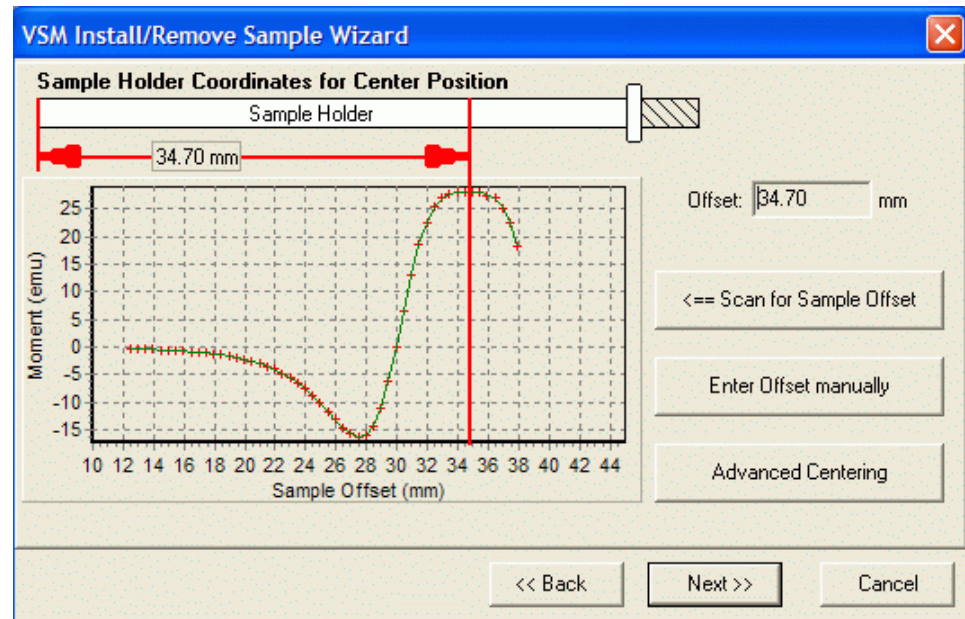 VSM Install/Remove Sample Wizard
Sample Holder Coordinates for Center Position
Sample Holder
34.70 mm
Offset: 34.70 mm
25
20
15
10
5
0
-5
-10
-15
Moment (emu)
10 12 14 16 18 20 22 24 26 28 30 32 34 36 38 40 42 44
Sample Offset (mm)
<== Scan for Sample Offset
Enter Offset manually
Advanced Centering
<< Back
Next >>
Cancel